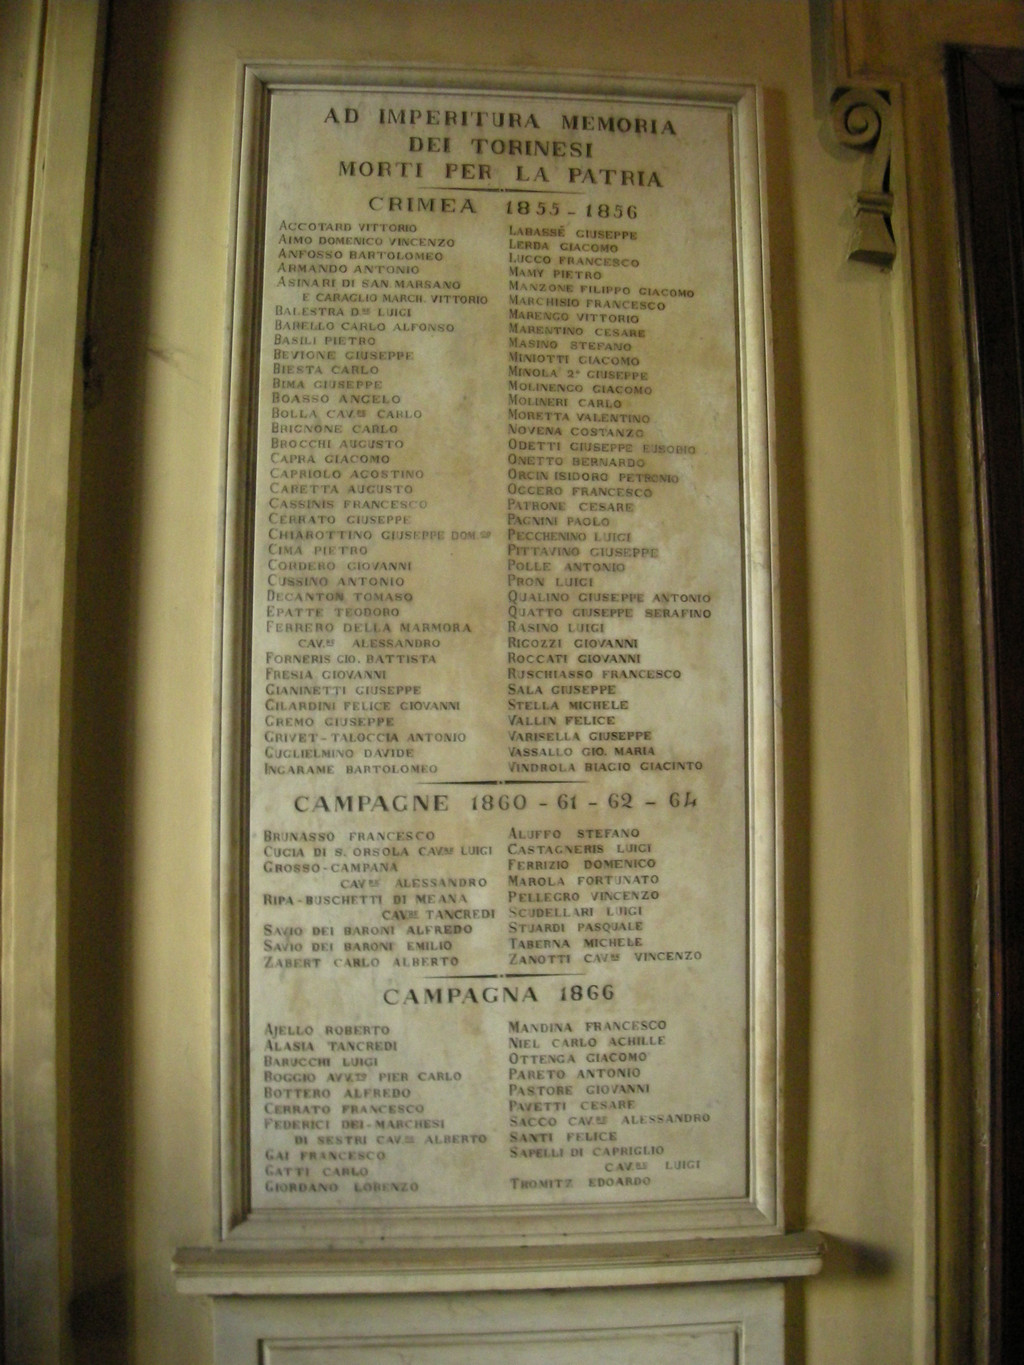 AD IMPERITURA MEMORIA
DEI TORINESI
MORTI PER LA PATRIA
CRIMEA 1855-1856
ACCOTARD VITTORIO
AIMO DOMENICO VINCENZO
ANFOSSO BARTOLOMEO
ARMANDO ANTONIO
ASINARI DI SAN MARSANO
E CARAGLIO MARCH. VITTORIO
BALESTRA LUIGI
BARELLO CARLO ALFONSO
BASILI PIETRO
BEVIONE GIUSEPPE
BIESTA CARLO
BIMA GIUSEPPE
BOASSO ANGELO
BOLLA CAV.RE CARLO
BRIGNONE CARLO
BROCCHI AUGUSTO
CAPRA GIACOMO
CAPRIOLO AGOSTINO
CARETTA AUGUSTO
CASSINIS FRANCESCO
CERRATO GIUSEPPE
CHIAROTTINO GIUSEPPE DOM.CO
CIMA PIETRO
CORDERO GIOVANNI
CUSSINO ANTONIO
DECANTON TOMASO
EPATTE TEODORO
FERRERO DELLA MARMORA
CAV.RE ALESSANDRO
FORNERIS GIO. BATTISTA
FRESIA GIOVANNI
GIANINETTI GIUSEPPE
GILARDINI FELICE GIOVANNI
GREMO GIUSEPPE
GRIVET-TALOCCIA ANTONIO
GUGLIELMINO DAVIDE
INGARAME BARTOLOMEO
LABASSÉ GIUSEPPE
LERDA GIACOMO
LUCCO FRANCESCO
MAMY PIETRO
MANZONE FILIPPO GIACOMO
MARCHISIO FRANCESCO
MARENGO VITTORIO
MARENTINO CESARE
MASINO STEFANO
MINIOTTI GIACOMO
MINOLA 2° GIUSEPPE
MOLINENGO GIACOMO
MOLINERI CARLO
MORETTA VALENTINO
NOVENA COSTANZO
ODETTI GIUSEPPE EUSOBIO
ONETTO BERNARDO
ORCIN ISIDORO PETRONIO
OGGERO FRANCESCO
PATRONE CESARE
PAGNINI PAOLO
PECCHENINO LUIGI
PITTAVINO GIUSEPPE
POLLE ANTONIO
PRON LUIGI
QUALINO GIUSEPPE ANTONIO
QUATTO GIUSEPPE SERAFINO
RASINO LUIGI
RICOZZI GIOVANNI
ROCCATI GIOVANNI
RUSCHIASSO FRANCESCO
SALA GIUSEPPE
STELLA MICHELE
VALLIN FELICE
VARISELLA GIUSEPPE
VASSALLO GIO. MARIA
VINDROLA BIAGIO GIACINTO
CAMPAGNE 1860-61-62-64
BRUNASSO FRANCESCO
CUGIA DI S. ORSOLA CAV.RE LUIGI
GROSSO-CAMPANA
CAV.RE ALESSANDRO
RIPA-BUSCHETTI DI MEANA
CAV.RE TANCREDI
SAVIO DEI BARONI ALFREDO
SAVIO DEI BARONI EMILIO
ZABERT CARLO ALBERTO
ALUFFO STEFANO
CASTAGNERIS LUIGI
FERRIZIO DOMENICO
MAROLA FORTUNATO
PELLEGRO VINCENZO
SCUDELLARI LUIGI
STUARDI PASQUALE
TABERNA MICHELE
ZANOTTI CAV.RE VINCENZO
CAMPAGNA 1866
AJELLO ROBERTO
ALASIA TANCREDI
BARUCCHI LUIGI
BOGGIO AVV.TO PIER CARLO
BOTTERO ALFREDO
CERRATO FRANCESCO
FEDERICI DEI MARCHESI
DI SESTRI CAV.RE ALBERTO
GAI FRANCESCO
GATTI CARLO
GIORDANO LORENZO
MANDINA FRANCESCO
NIEL CARLO ACHILLE
OTTENGA GIACOMO
PARETO ANTONIO
PASTORE GIOVANNI
PAVETTI CESARE
SACCO CAV.RE ALESSANDRO
SANTI FELICE
SAPELLI DI CAPRIGLIO
CAV.RE LUIGI
TROMITZ EDOARDO